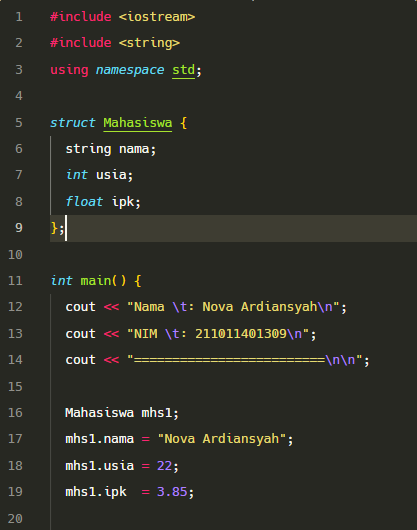 1 #include <iostream>
2 #include <string>
3 using namespace std;
4
5 struct Mahasiswa {
6   string nama;
7   int usia;
8   float ipk;
9 };
10
11 int main() {
12   cout << "Nama \t: Nova Ardiansyah\n";
13   cout << "NIM \t: 211011401309\n";
14   cout << "=========================\n\n";
15
16   Mahasiswa mhs1;
17   mhs1.nama = "Nova Ardiansyah";
18   mhs1.usia = 22;
19   mhs1.ipk  = 3.85;
20